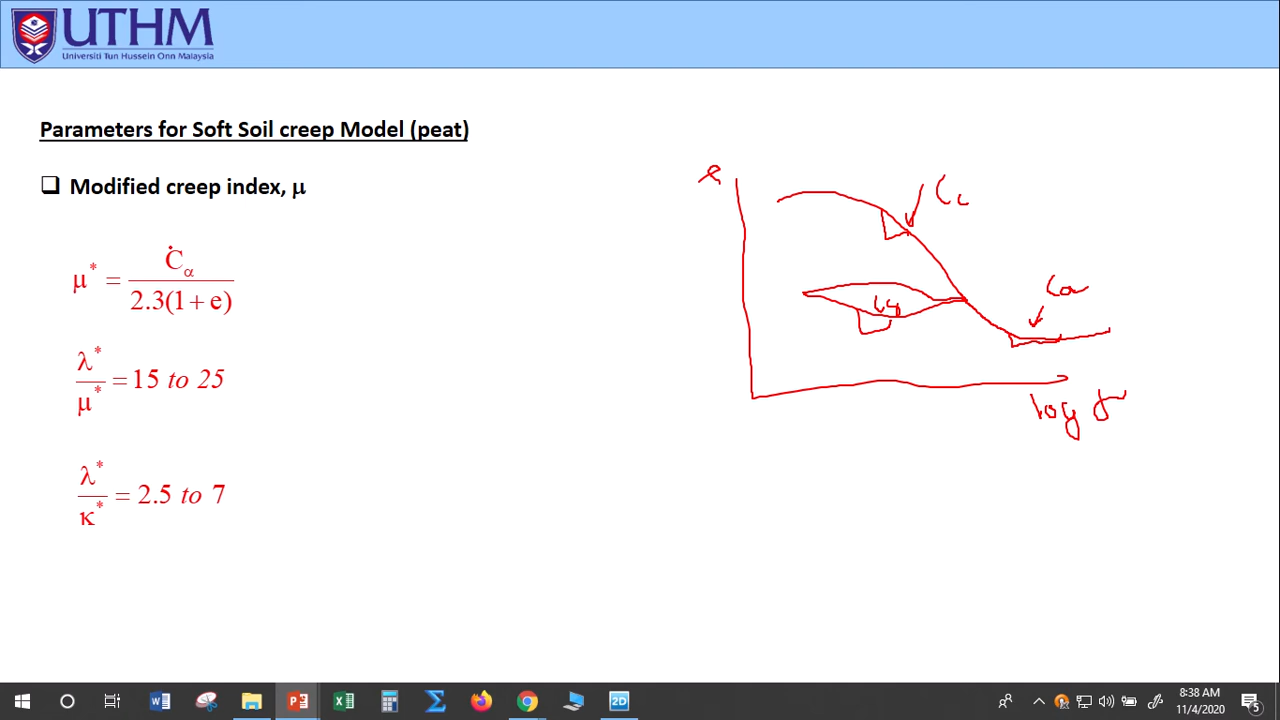 UTHM
Universiti Tun Hussein Onn Malaysia
Parameters for Soft Soil creep Model (peat)
❑ Modified creep index, μ
μ* = Ċα / 2.3(1 + e)
λ* / μ* = 15 to 25
λ* / κ* = 2.5 to 7
e
Cc
Cα
log σ'
8:38 AM
11/4/2020
5